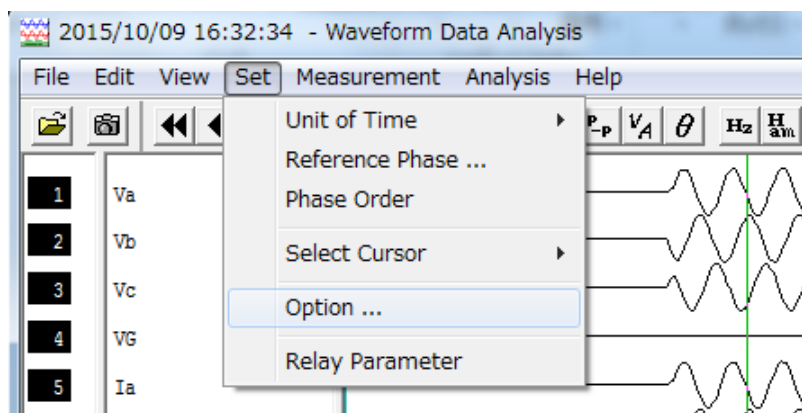 2015/10/09 16:32:34 - Waveform Data Analysis
File Edit View Set Measurement Analysis Help
P-P V/A θ Hz Ham
Unit of Time
Reference Phase ...
Phase Order
Select Cursor
Option ...
Relay Parameter
1 Va
2 Vb
3 Vc
4 VG
5 Ia